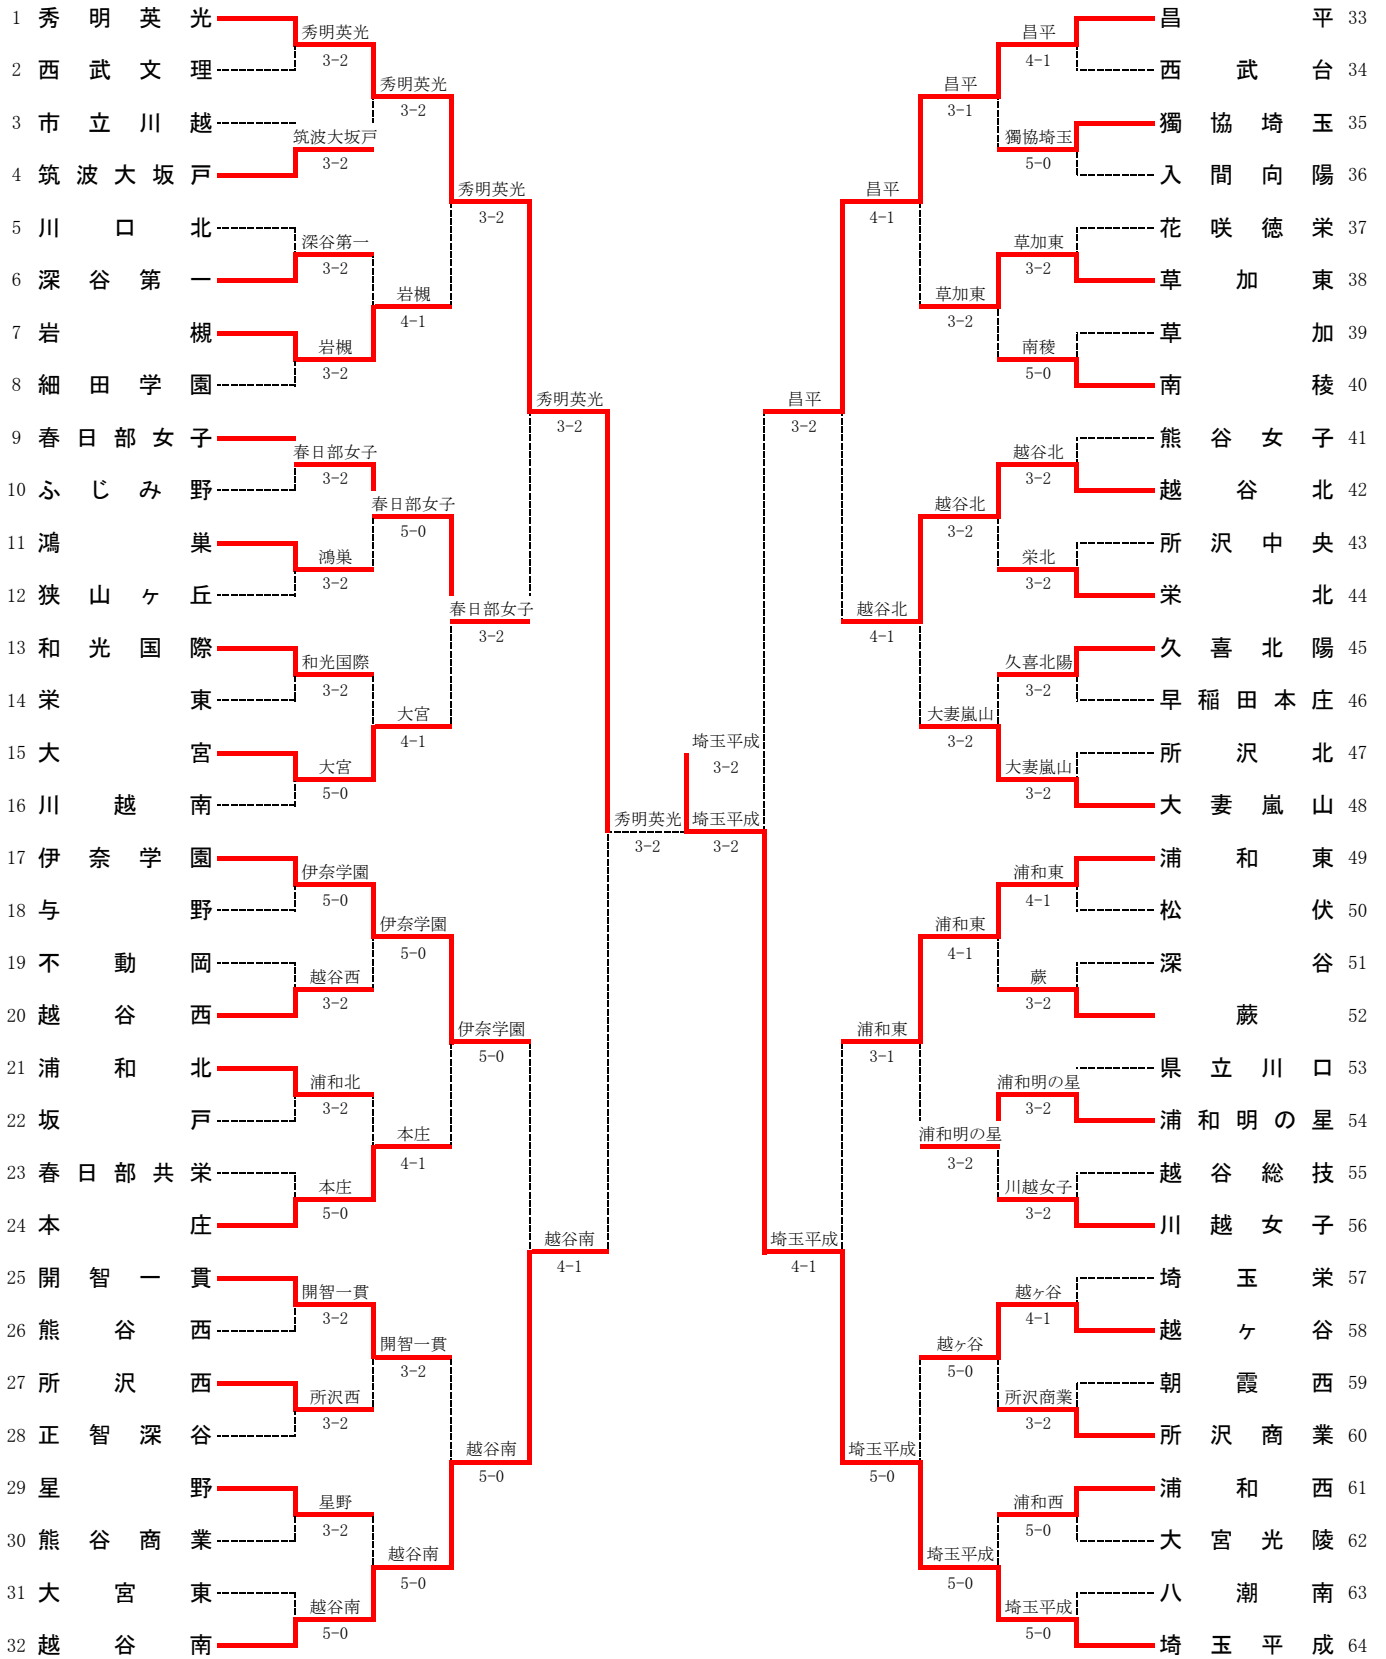 1 秀明英光
秀明英光
3-2
2 西武文理
秀明英光
3-2
3 市立川越
筑波大坂戸
3-2
4 筑波大坂戸
秀明英光
3-2
5 川口北
深谷第一
3-2
6 深谷第一
岩槻
4-1
7 岩槻
岩槻
3-2
8 細田学園
秀明英光
3-2
9 春日部女子
春日部女子
3-2
10 ふじみ野
春日部女子
5-0
11 鴻巣
鴻巣
3-2
12 狭山ヶ丘
春日部女子
3-2
13 和光国際
和光国際
3-2
14 栄東
大宮
4-1
15 大宮
大宮
5-0
16 川越南
秀明英光
3-2
17 伊奈学園
伊奈学園
5-0
18 与野
伊奈学園
5-0
19 不動岡
越谷西
3-2
20 越谷西
伊奈学園
5-0
21 浦和北
浦和北
3-2
22 坂戸
本庄
4-1
23 春日部共栄
本庄
5-0
24 本庄
越谷南
4-1
25 開智一貫
開智一貫
3-2
26 熊谷西
開智一貫
3-2
27 所沢西
所沢西
3-2
28 正智深谷
越谷南
5-0
29 星野
星野
3-2
30 熊谷商業
越谷南
5-0
31 大宮東
越谷南
5-0
32 越谷南
埼玉平成
3-2
埼玉平成
3-2
昌平 33
昌平
4-1
西武台 34
昌平
3-1
獨協埼玉 35
獨協埼玉
5-0
入間向陽 36
昌平
4-1
花咲徳栄 37
草加東
3-2
草加東 38
草加東
3-2
草加 39
南稜
5-0
南稜 40
昌平
3-2
熊谷女子 41
越谷北
3-2
越谷北 42
越谷北
3-2
所沢中央 43
栄北
3-2
栄北 44
越谷北
4-1
久喜北陽 45
久喜北陽
3-2
早稲田本庄 46
大妻嵐山
3-2
所沢北 47
大妻嵐山
3-2
大妻嵐山 48
浦和東 49
浦和東
4-1
松伏 50
浦和東
4-1
深谷 51
蕨
3-2
蕨 52
浦和東
3-1
県立川口 53
浦和明の星
3-2
浦和明の星 54
浦和明の星
3-2
越谷総技 55
川越女子
3-2
川越女子 56
埼玉平成
4-1
埼玉栄 57
越ヶ谷
4-1
越ヶ谷 58
越ヶ谷
5-0
朝霞西 59
所沢商業
3-2
所沢商業 60
埼玉平成
5-0
浦和西 61
浦和西
5-0
大宮光陵 62
埼玉平成
5-0
八潮南 63
埼玉平成
5-0
埼玉平成 64